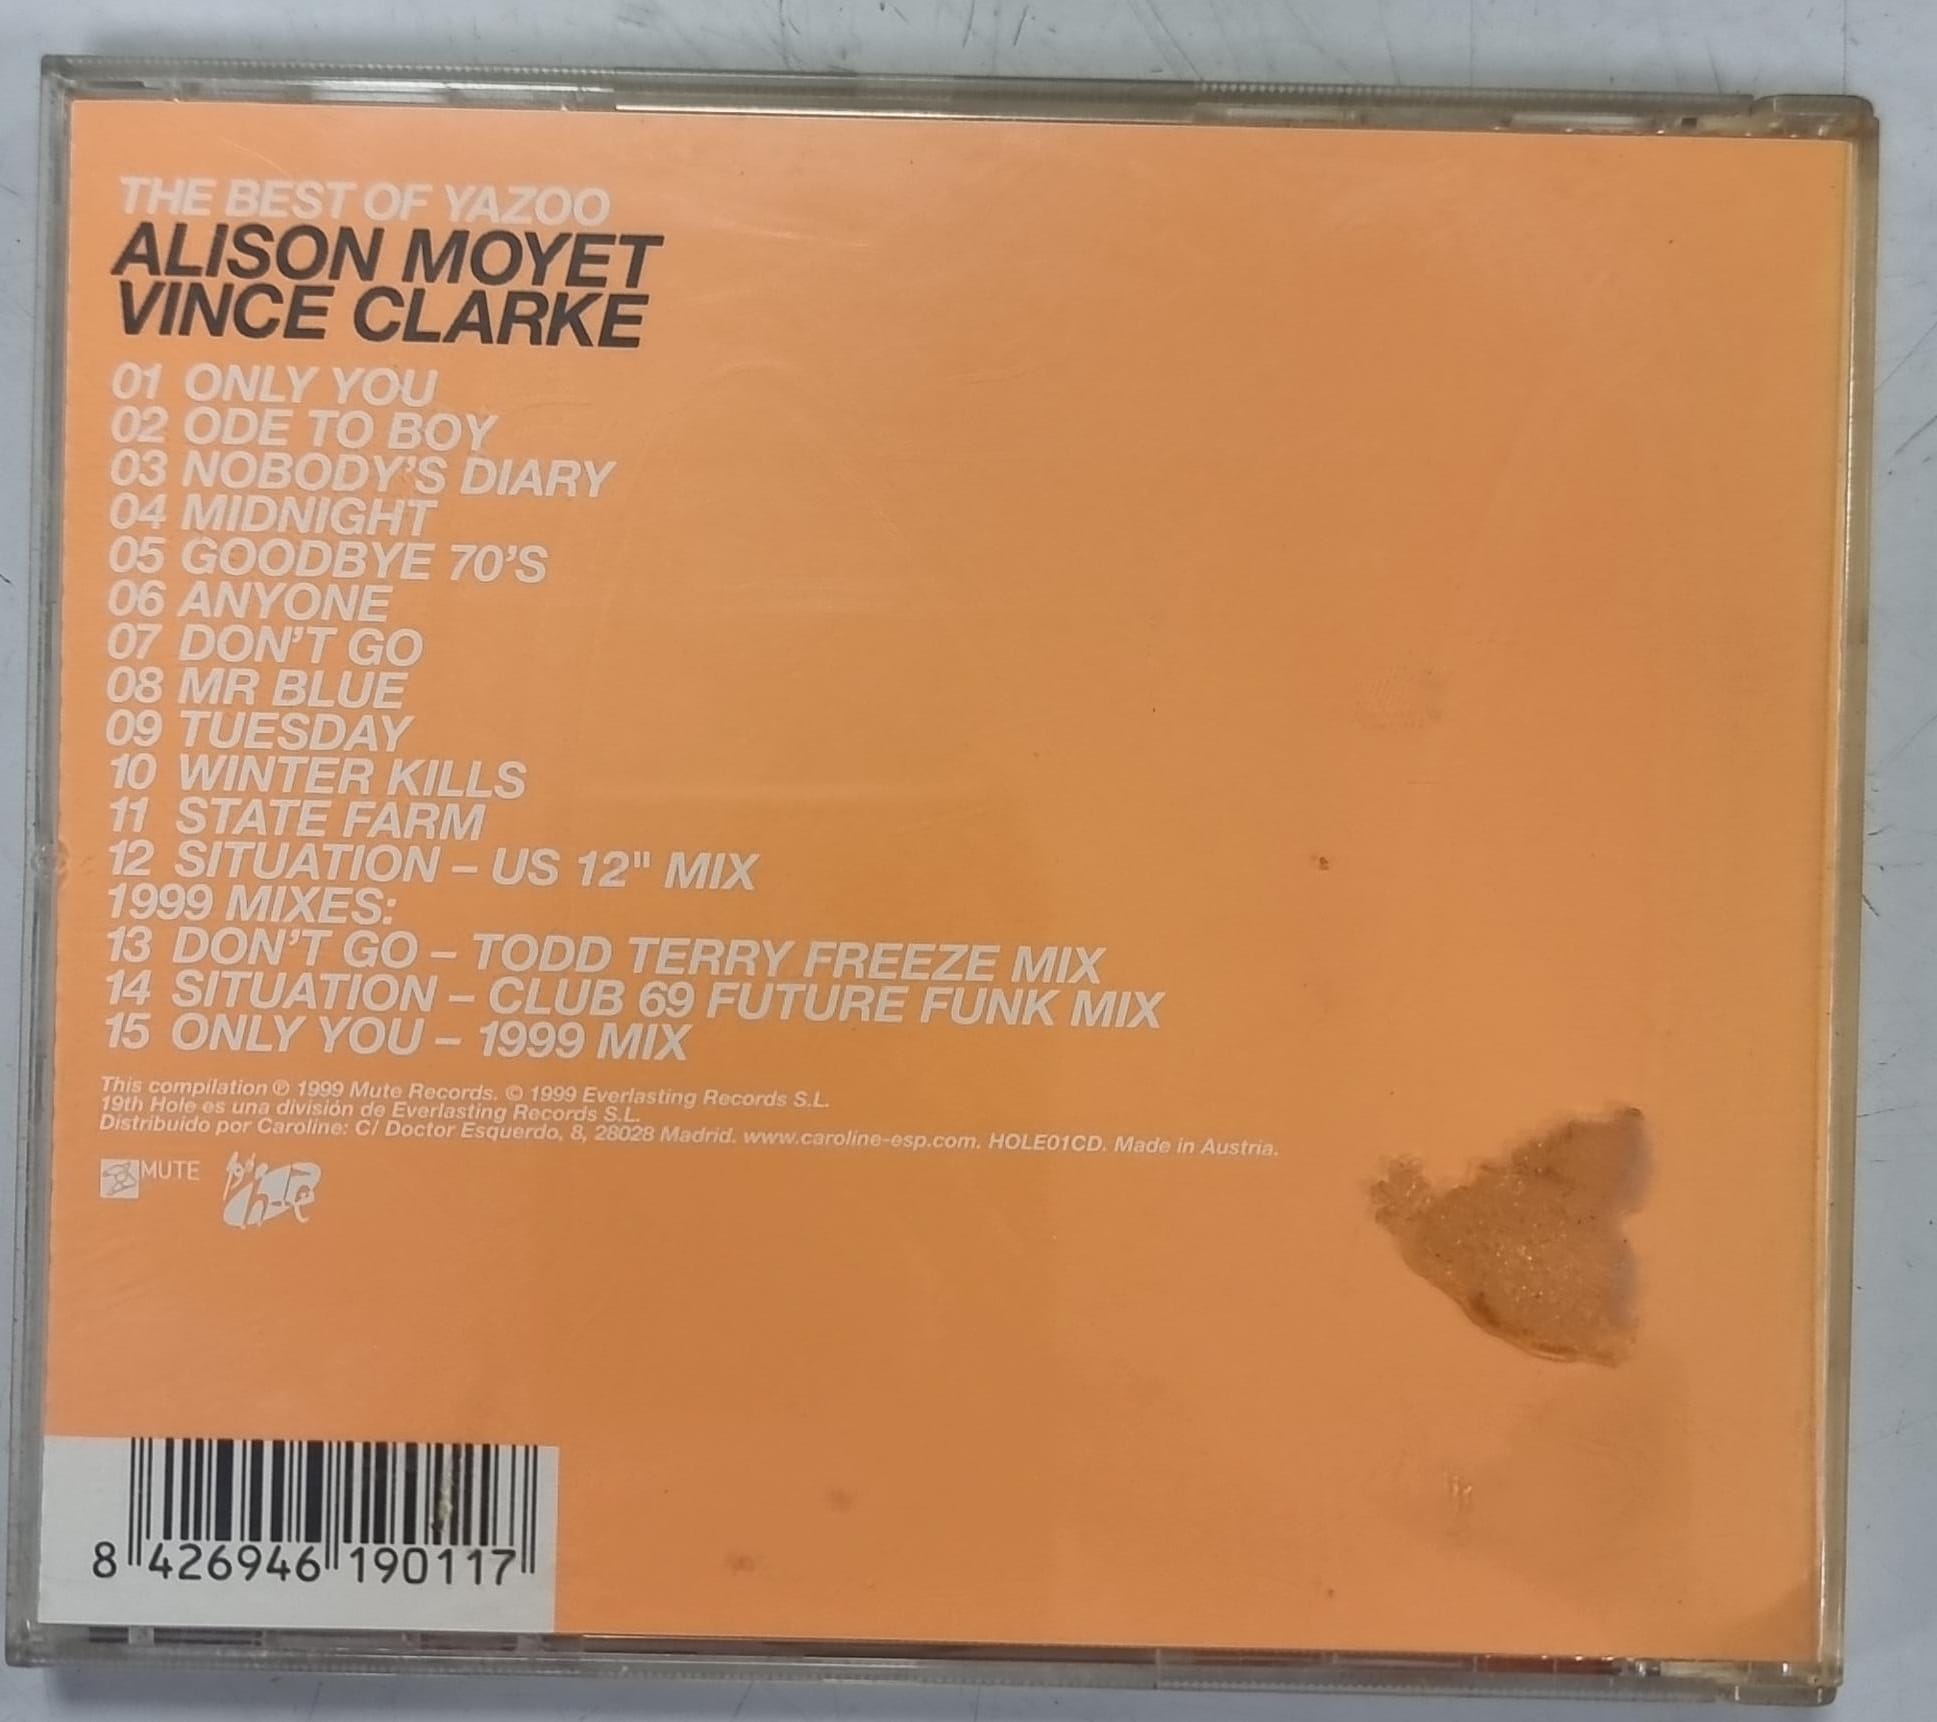 THE BEST OF YAZOO
ALISON MOYET
VINCE CLARKE
01 ONLY YOU
02 ODE TO BOY
03 NOBODY'S DIARY
04 MIDNIGHT
05 GOODBYE 70'S
06 ANYONE
07 DON'T GO
08 MR BLUE
09 TUESDAY
10 WINTER KILLS
11 STATE FARM
12 SITUATION – US 12" MIX
1999 MIXES:
13 DON'T GO – TODD TERRY FREEZE MIX
14 SITUATION – CLUB 69 FUTURE FUNK MIX
15 ONLY YOU – 1999 MIX
This compilation ℗ 1999 Mute Records. © 1999 Everlasting Records S.L.
19th Hole es una división de Everlasting Records S.L.
Distribuido por Caroline: C/ Doctor Esquerdo, 8, 28028 Madrid. www.caroline-esp.com. HOLE01CD. Made in Austria.
MUTE 19th hole
8 426946 190117